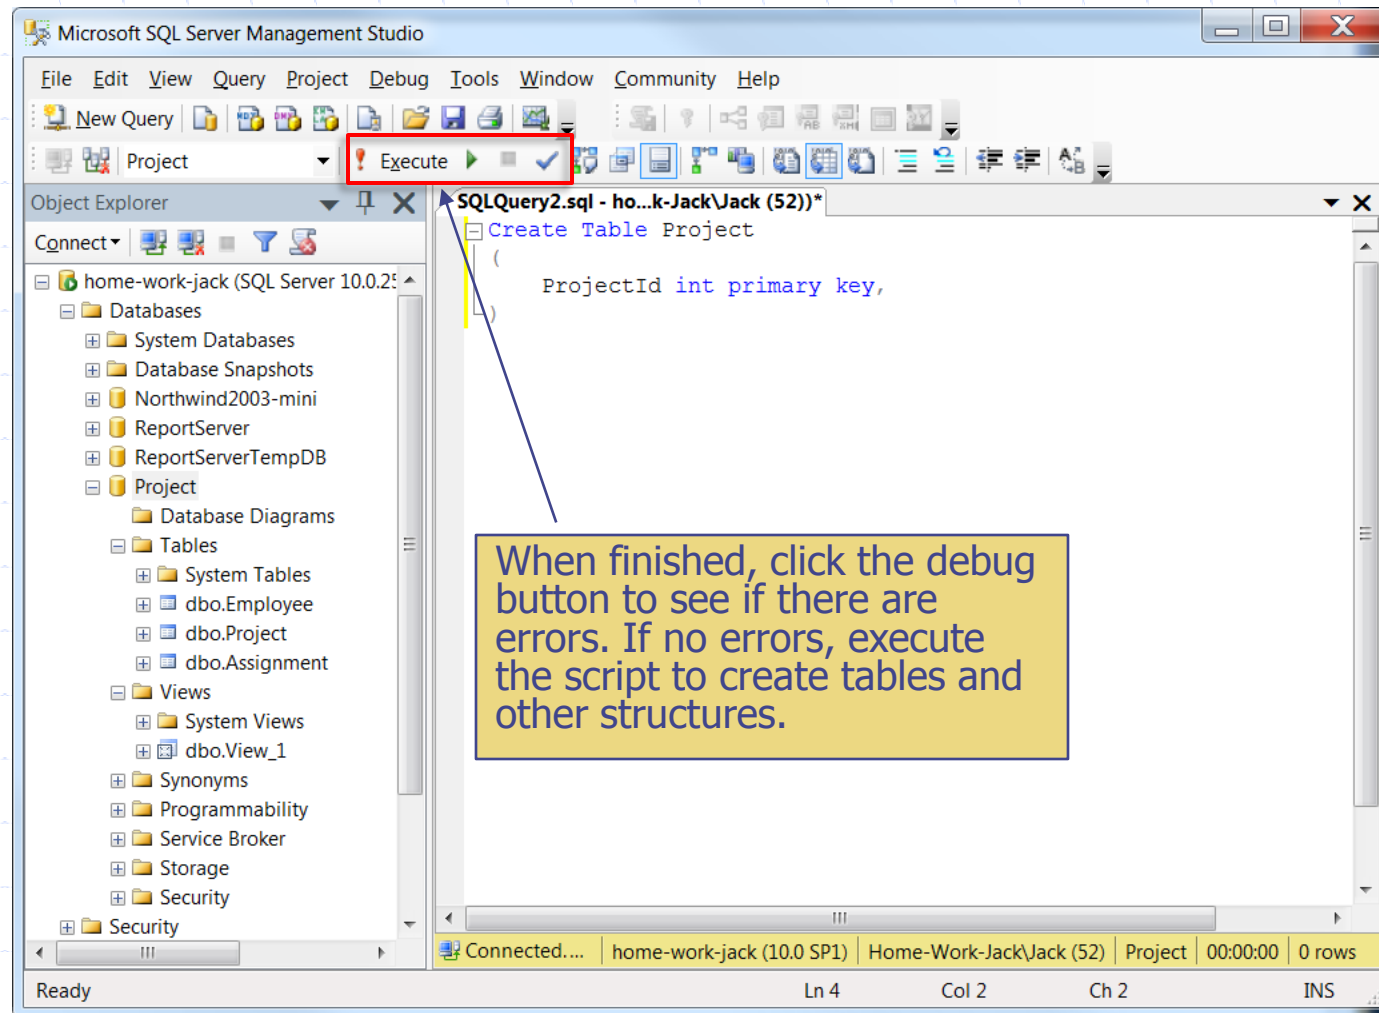 Microsoft SQL Server Management Studio
File Edit View Query Project Debug Tools Window Community Help
New Query
Project Execute
Object Explorer
Connect
home-work-jack (SQL Server 10.0.25
Databases
System Databases
Database Snapshots
Northwind2003-mini
ReportServer
ReportServerTempDB
Project
Database Diagrams
Tables
System Tables
dbo.Employee
dbo.Project
dbo.Assignment
Views
System Views
dbo.View_1
Synonyms
Programmability
Service Broker
Storage
Security
Security
SQLQuery2.sql - ho...k-Jack\Jack (52))*
Create Table Project
(
ProjectId int primary key,
)
When finished, click the debug
button to see if there are
errors. If no errors, execute
the script to create tables and
other structures.
Connected.... home-work-jack (10.0 SP1) Home-Work-Jack\Jack (52) Project 00:00:00 0 rows
Ready Ln 4 Col 2 Ch 2 INS